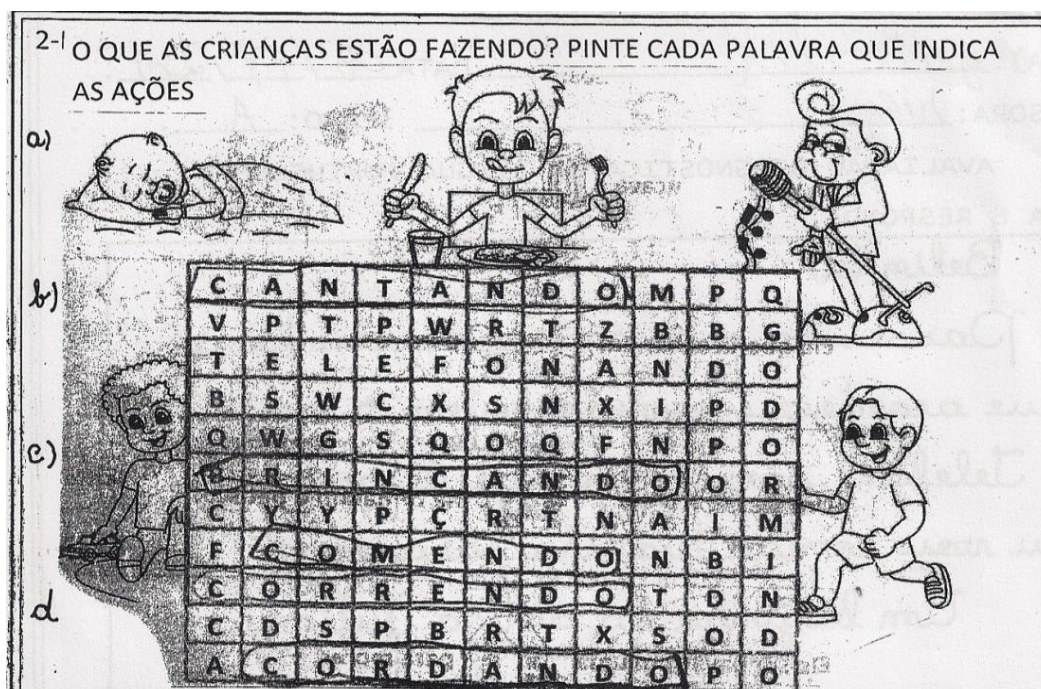 2-| O QUE AS CRIANÇAS ESTÃO FAZENDO? PINTE CADA PALAVRA QUE INDICA
AS AÇÕES
a)
b)
C A N T A N D O M P Q
V P T P W R T Z B B G
T E L E F O N A N D O
B S W C X S N X I P D
c)
Q W G S Q O Q F N P O
B R I N C A N D O O R
C Y Y P Ç R T N A I M
F C O M E N D O N B I
d
C O R R E N D O T D N
C D S P B R T X S O D
A C O R D A N D O P O